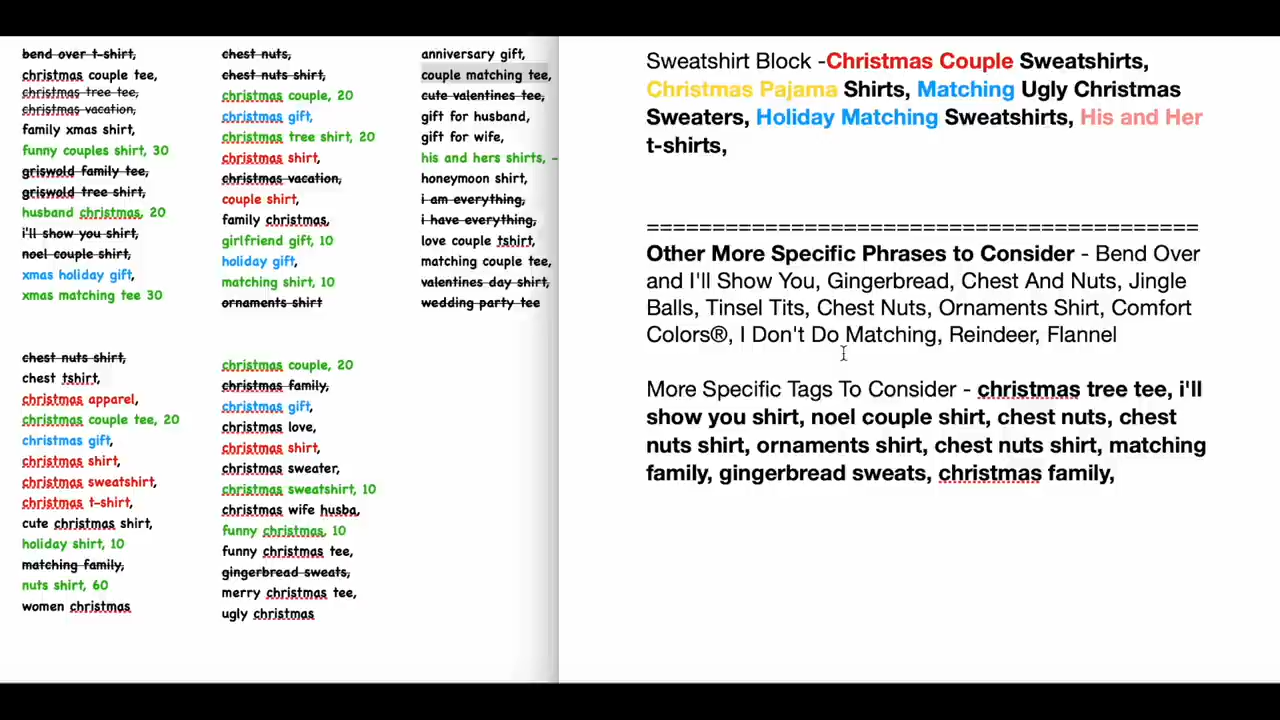 bend over t-shirt,
christmas couple tee,
christmas tree tee,
christmas vacation,
family xmas shirt,
funny couples shirt, 30
griswold family tee,
griswold tree shirt,
husband christmas, 20
i'll show you shirt,
noel couple shirt,
xmas holiday gift,
xmas matching tee 30
chest nuts,
chest nuts shirt,
christmas couple, 20
christmas gift,
christmas tree shirt, 20
christmas shirt,
christmas vacation,
couple shirt,
family christmas,
girlfriend gift, 10
holiday gift,
matching shirt, 10
ornaments shirt
anniversary gift,
couple matching tee,
cute valentines tee,
gift for husband,
gift for wife,
his and hers shirts, -
honeymoon shirt,
i am everything,
i have everything,
love couple tshirt,
matching couple tee,
valentines day shirt,
wedding party tee
chest nuts shirt,
chest tshirt,
christmas apparel,
christmas couple tee, 20
christmas gift,
christmas shirt,
christmas sweatshirt,
christmas t-shirt,
cute christmas shirt,
holiday shirt, 10
matching family,
nuts shirt, 60
women christmas
christmas couple, 20
christmas family,
christmas gift,
christmas love,
christmas shirt,
christmas sweater,
christmas sweatshirt, 10
christmas wife husba,
funny christmas, 10
funny christmas tee,
gingerbread sweats,
merry christmas tee,
ugly christmas
Sweatshirt Block -Christmas Couple Sweatshirts,
Christmas Pajama Shirts, Matching Ugly Christmas
Sweaters, Holiday Matching Sweatshirts, His and Her
t-shirts,
=========================================
Other More Specific Phrases to Consider - Bend Over
and I'll Show You, Gingerbread, Chest And Nuts, Jingle
Balls, Tinsel Tits, Chest Nuts, Ornaments Shirt, Comfort
Colors®, I Don't Do Matching, Reindeer, Flannel
More Specific Tags To Consider - christmas tree tee, i'll
show you shirt, noel couple shirt, chest nuts, chest
nuts shirt, ornaments shirt, chest nuts shirt, matching
family, gingerbread sweats, christmas family,